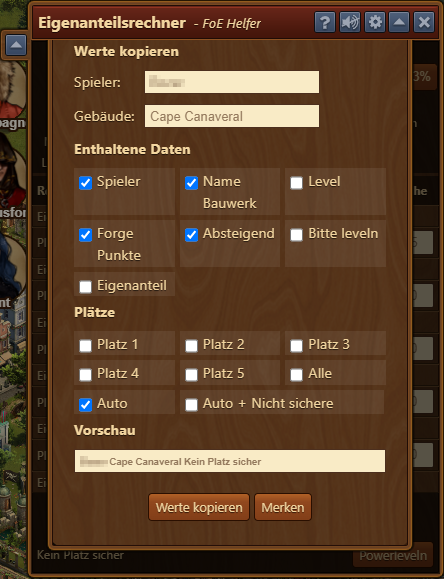 Eigenanteilsrechner - FoE Helfer ?
Werte kopieren
Spieler:
3%
Gebäude: Cape Canaveral
Enthaltene Daten
Spieler Name Bauwerk Level
Forge Punkte Absteigend Bitte leveln
Eigenanteil
Plätze
Platz 1 Platz 2 Platz 3
Platz 4 Platz 5 Alle
Auto Auto + Nicht sichere
Vorschau
Cape Canaveral Kein Platz sicher
Werte kopieren Merken
Kein Platz sicher Powerleveln